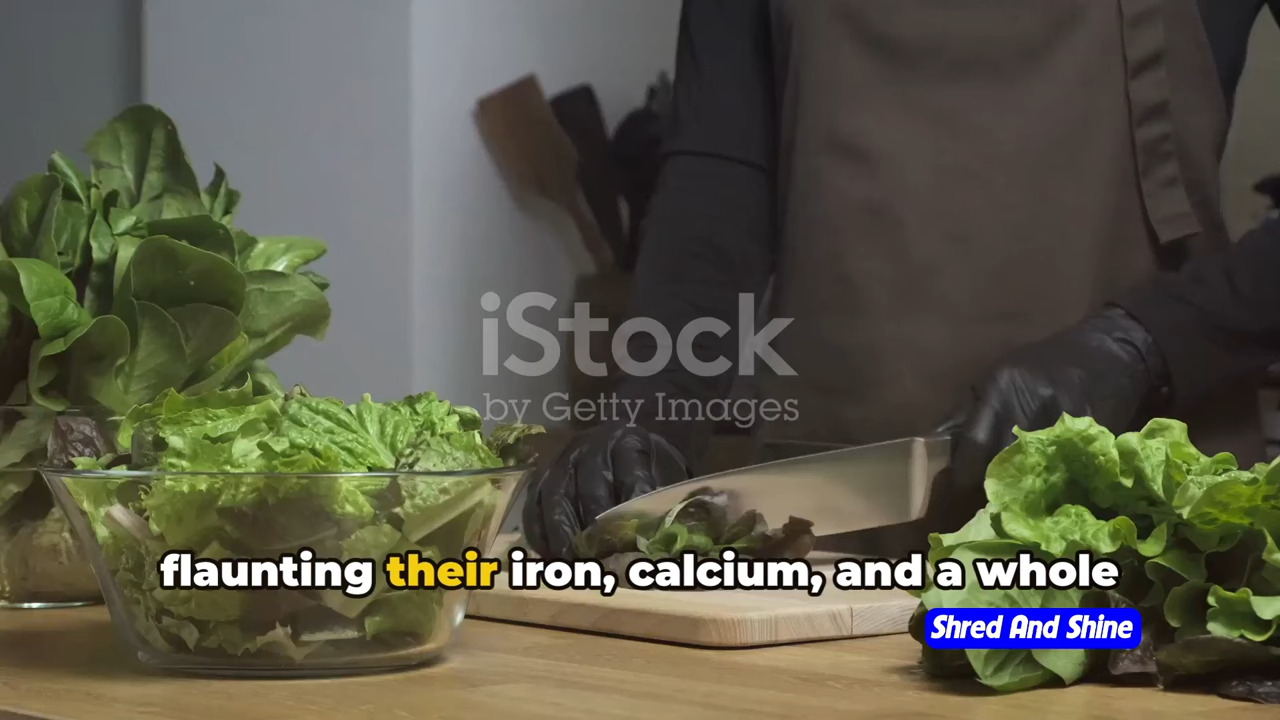 iStock
by Getty Images
flaunting their iron, calcium, and a whole
Shred And Shine